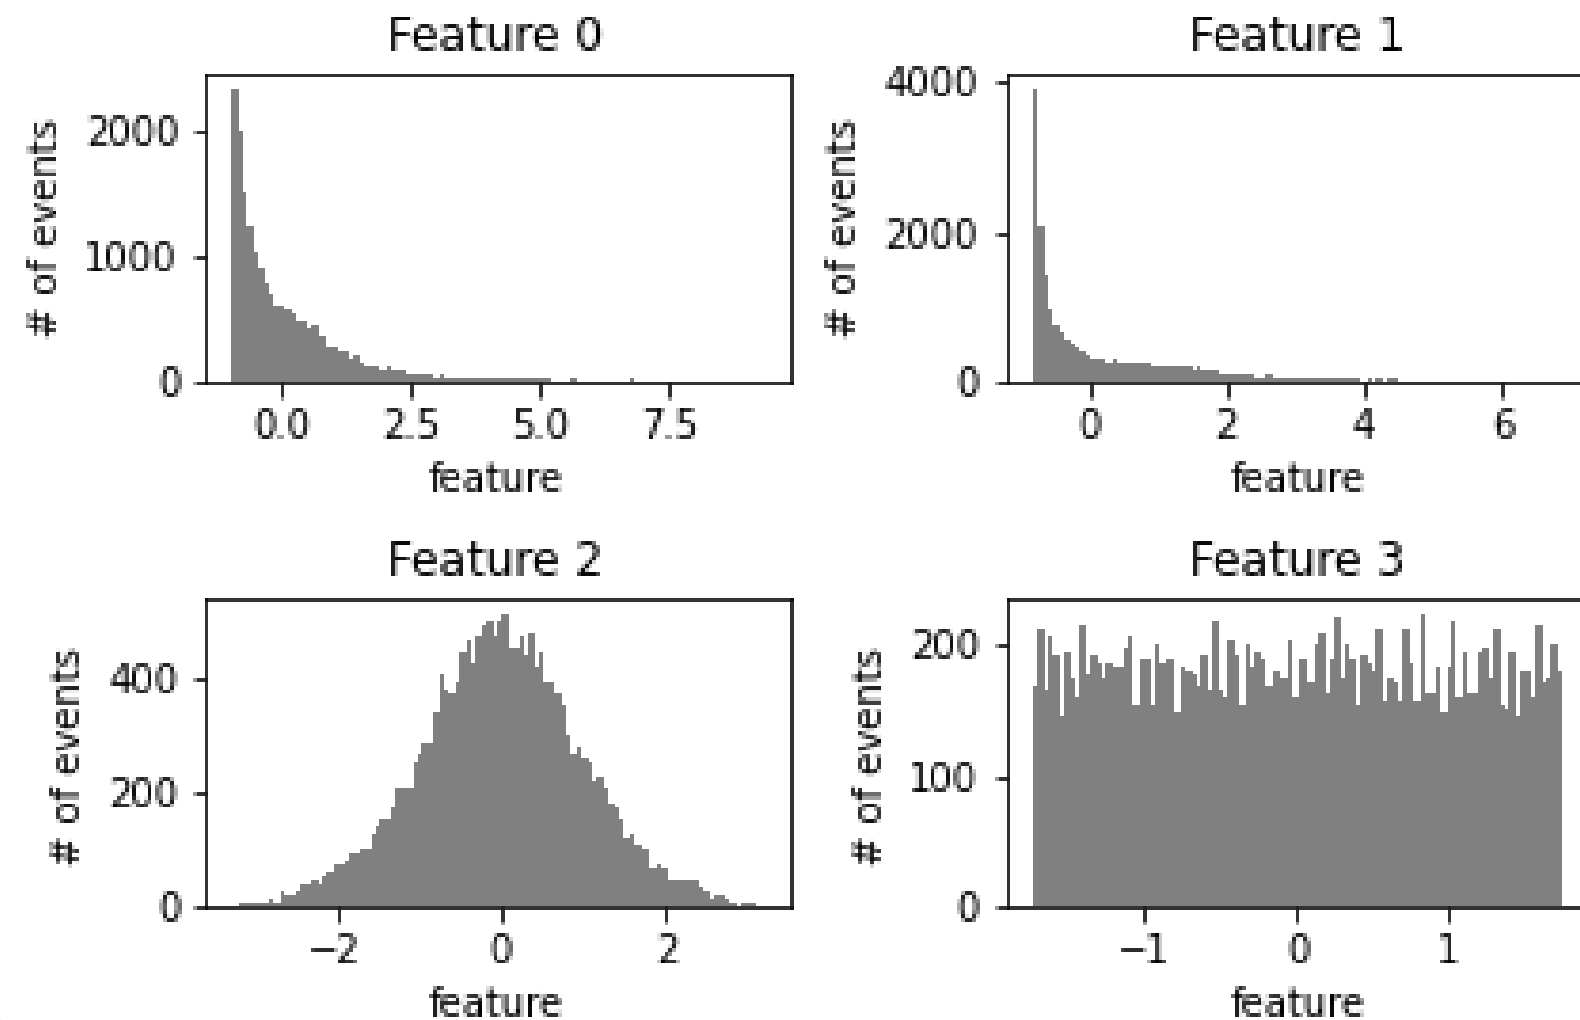 Feature 0
# of events
2000
1000
0
0.0 2.5 5.0 7.5
feature
Feature 1
# of events
4000
2000
0
0 2 4 6
feature
Feature 2
# of events
400
200
0
−2 0 2
feature
Feature 3
# of events
200
100
0
−1 0 1
feature